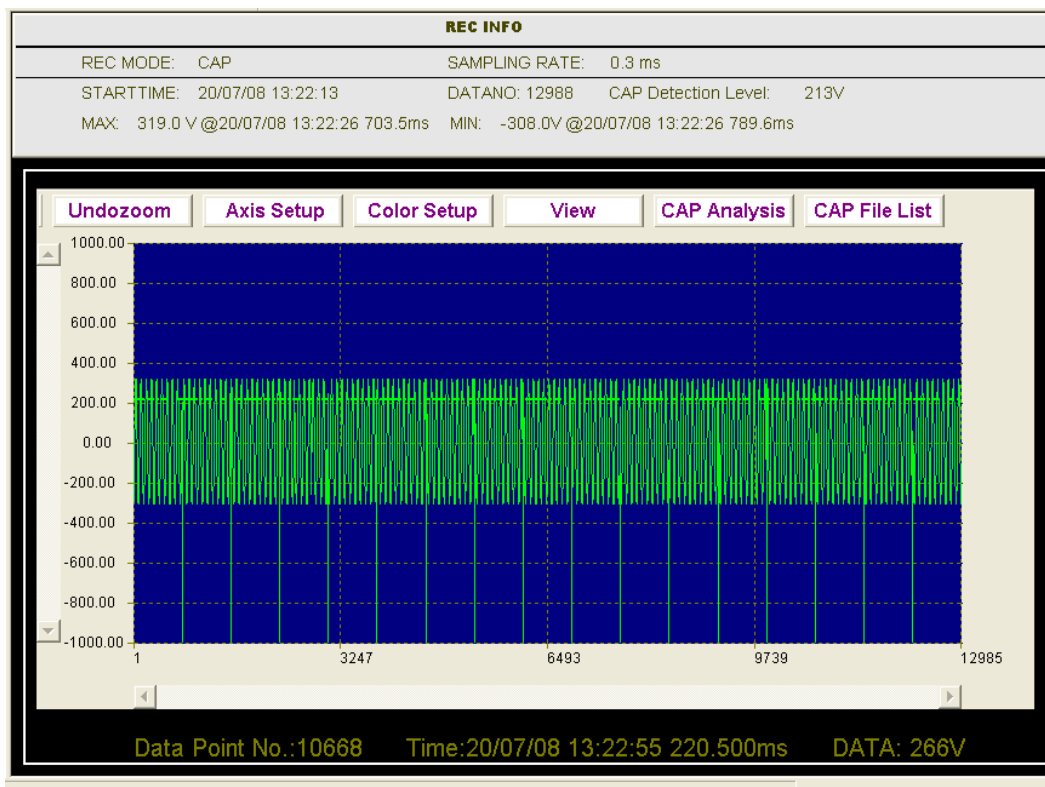 REC INFO
REC MODE: CAP SAMPLING RATE: 0.3 ms
STARTTIME: 20/07/08 13:22:13 DATANO: 12988 CAP Detection Level: 213V
MAX: 319.0 V @20/07/08 13:22:26 703.5ms MIN: -308.0V @20/07/08 13:22:26 789.6ms
Undozoom Axis Setup Color Setup View CAP Analysis CAP File List
1000.00
800.00
600.00
400.00
200.00
0.00
-200.00
-400.00
-600.00
-800.00
-1000.00
1 3247 6493 9739 12985
Data Point No.:10668 Time:20/07/08 13:22:55 220.500ms DATA: 266V